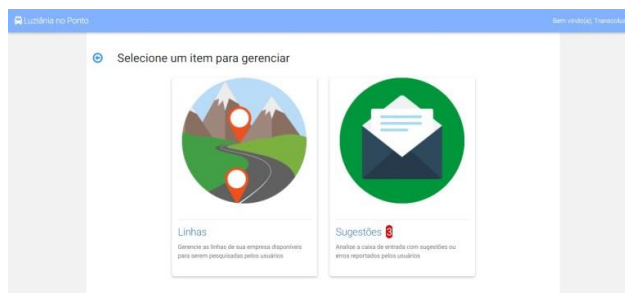 Luziânia no Ponto
Bem vindo(a), Transcoluz
Selecione um item para gerenciar
Linhas
Gerencie as linhas de sua empresa disponíveis
para serem pesquisadas pelos usuários
Sugestões 3
Analise a caixa de entrada com sugestões ou
erros reportados pelos usuários